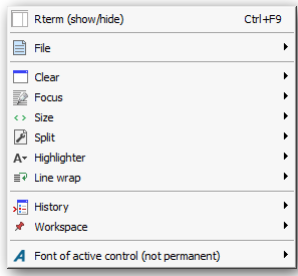 Rterm (show/hide) Ctrl+F9
File
Clear
Focus
Size
Split
A Highlighter
Line wrap
History
Workspace
A Font of active control (not permanent)